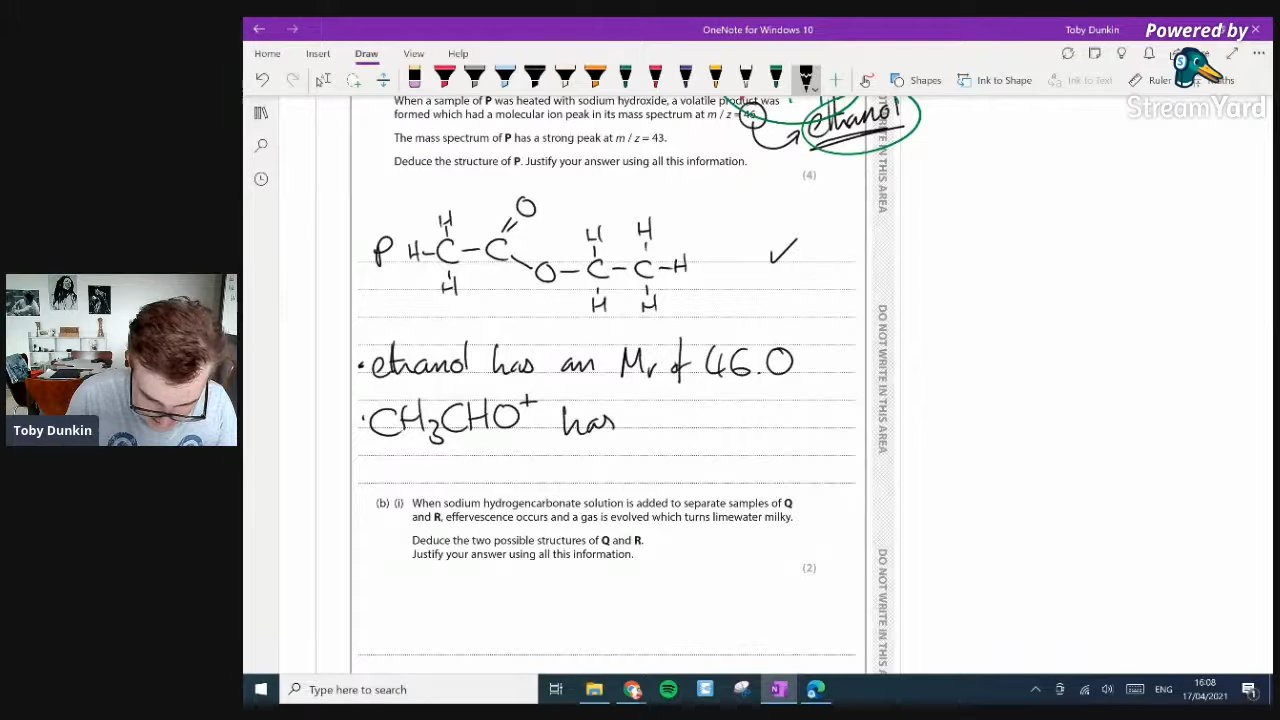 OneNote for Windows 10
Toby Dunkin
Powered by
StreamYard
Home Insert Draw View Help
Shapes Ink to Shape Ink to Text Ruler
When a sample of P was heated with sodium hydroxide, a volatile product was
formed which had a molecular ion peak in its mass spectrum at m / z = 46.
ethanol
The mass spectrum of P has a strong peak at m / z = 43.
Deduce the structure of P. Justify your answer using all this information.
(4)
O
H H H
P H-C-C O-C-C-H
H H H
✓
•ethanol has an Mr of 46.0
•CH3CHO+ has
(b) (i) When sodium hydrogencarbonate solution is added to separate samples of Q
and R, effervescence occurs and a gas is evolved which turns limewater milky.
Deduce the two possible structures of Q and R.
Justify your answer using all this information.
(2)
DO NOT WRITE IN THIS AREA
DO NOT WRITE IN THIS AREA
Toby Dunkin
Type here to search
ENG
16:08
17/04/2021